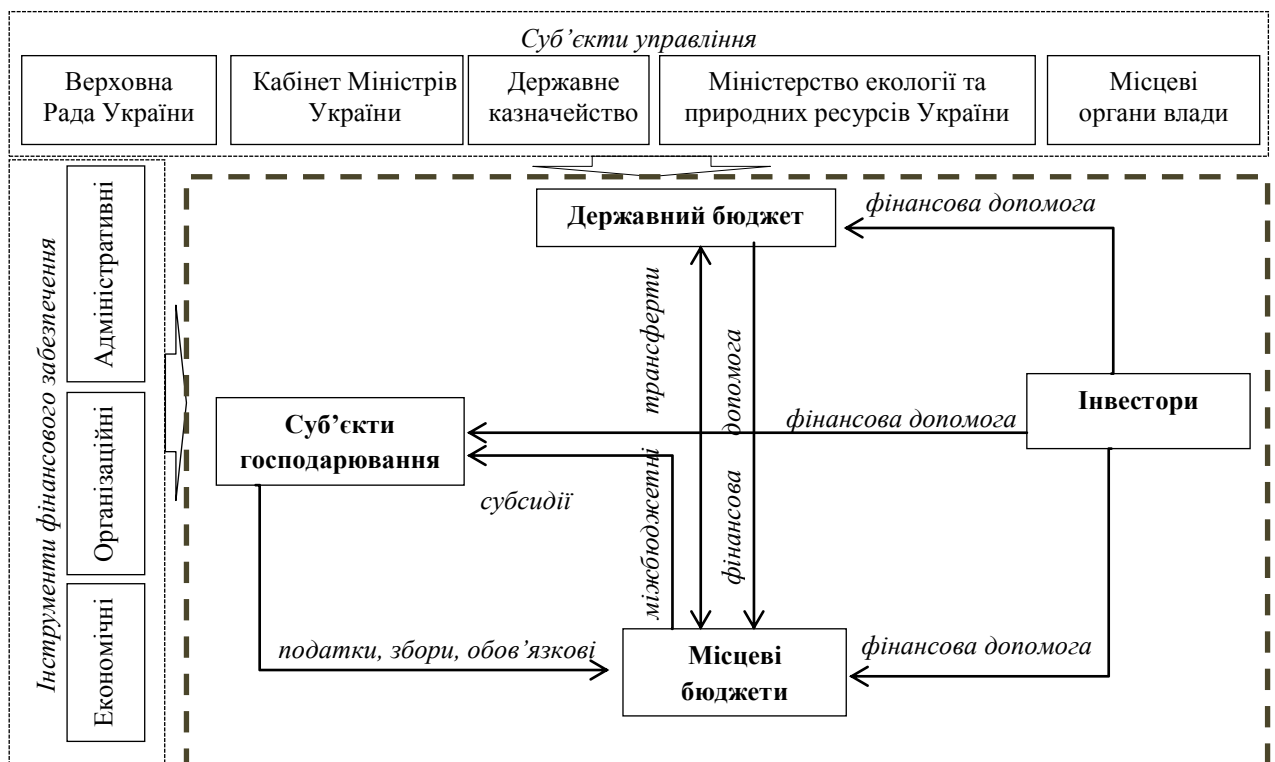 Суб’єкти управління
Верховна
Рада України
Кабінет Міністрів
України
Державне
казначейство
Міністерство екології та
природних ресурсів України
Місцеві
органи влади
Інструменти фінансового забезпечення
Адміністративні
Організаційні
Економічні
Державний бюджет
фінансова допомога
міжбюджетні трансферти
фінансова допомога
Інвестори
Суб’єкти
господарювання
фінансова допомога
субсидії
податки, збори, обов’язкові
Місцеві
бюджети
фінансова допомога